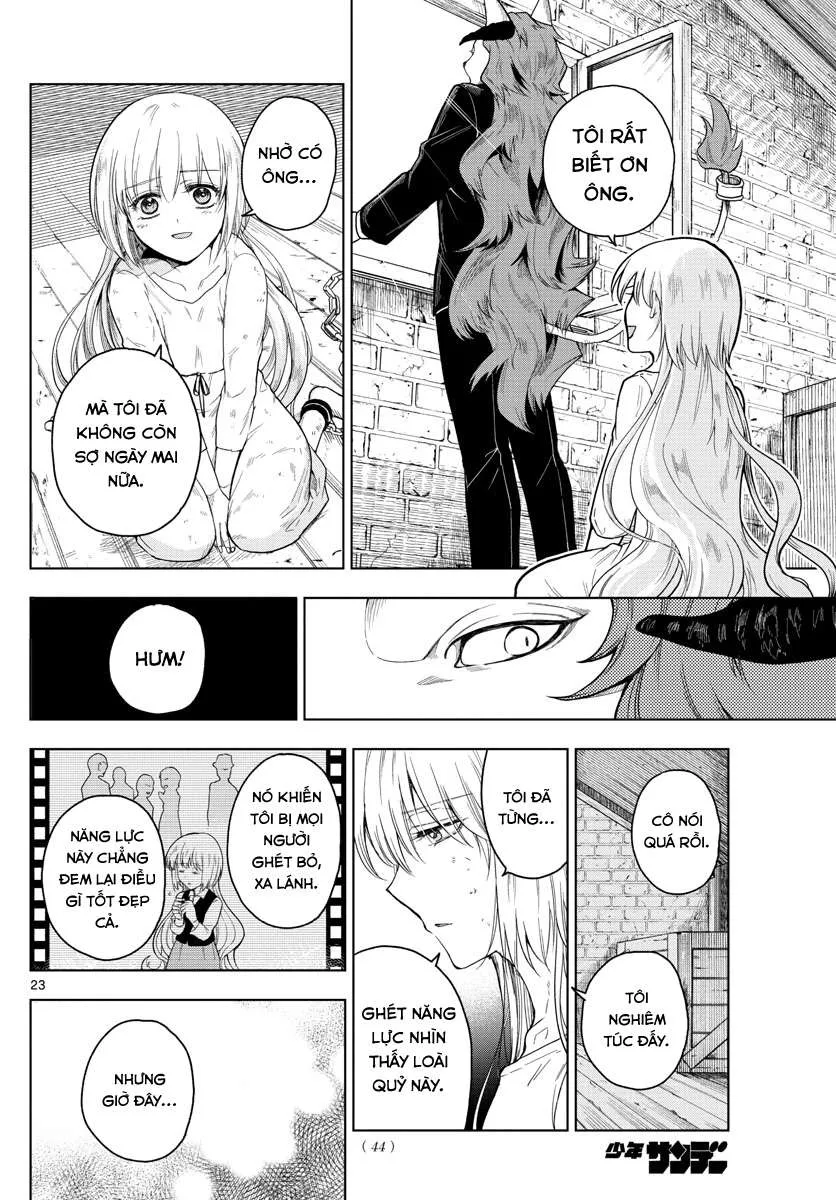 TÔI RẤT
BIẾT ƠN
ÔNG.
NHỜ CÓ
ÔNG...
MÀ TÔI ĐÃ
KHÔNG CÒN
SỢ NGÀY MAI
NỮA.
HƯM!
CÔ NÓI
QUÁ RỒI.
TÔI
NGHIÊM
TÚC ĐẤY.
TÔI ĐÃ
TỪNG...
GHÉT NĂNG
LỰC NHÌN
THẤY LOÀI
QUỶ NÀY.
NÓ KHIẾN
TÔI BỊ MỌI
NGƯỜI
GHÉT BỎ,
XA LÁNH.
NĂNG LỰC
NÀY CHẲNG
ĐEM LẠI ĐIỀU
GÌ TỐT ĐẸP
CẢ.
NHƯNG
GIỜ ĐÂY...
23
(44)
少年サンデー